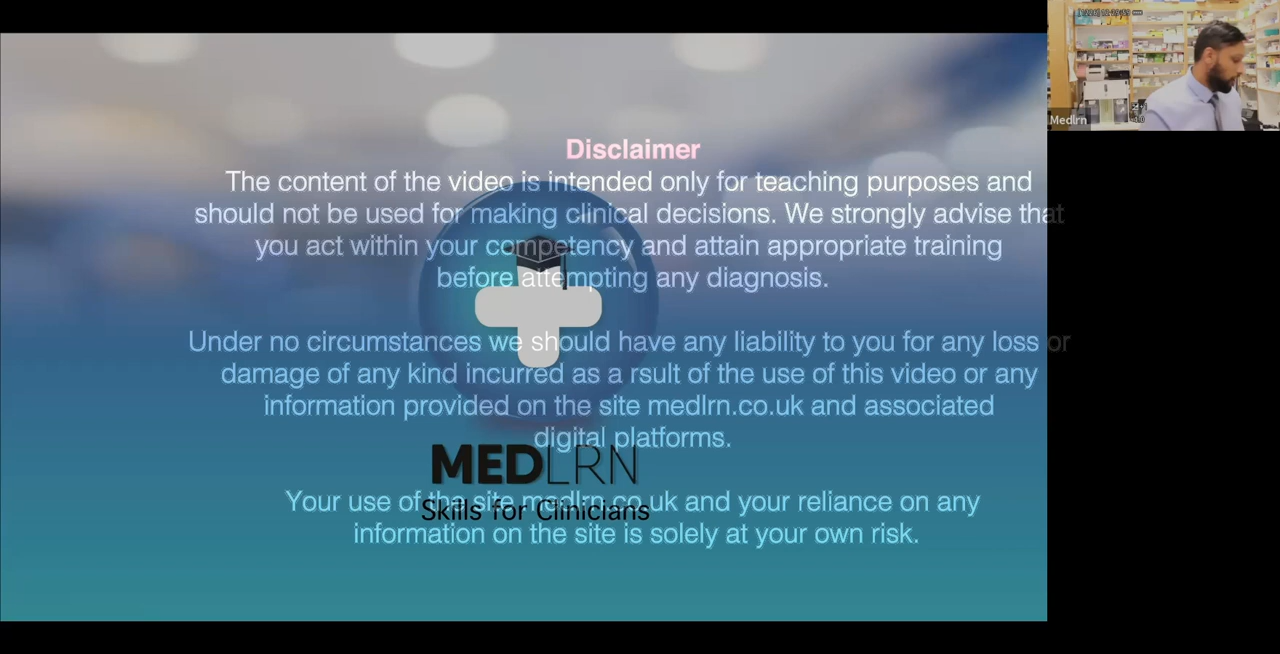 Disclaimer
The content of the video is intended only for teaching purposes and
should not be used for making clinical decisions. We strongly advise that
you act within your competency and attain appropriate training
before attempting any diagnosis.
Under no circumstances we should have any liability to you for any loss or
damage of any kind incurred as a rsult of the use of this video or any
information provided on the site medlrn.co.uk and associated
digital platforms.
MEDLRN
Your use of the site medlrn.co.uk and your reliance on any
Skills for Clinicians
information on the site is solely at your own risk.
Medlrn